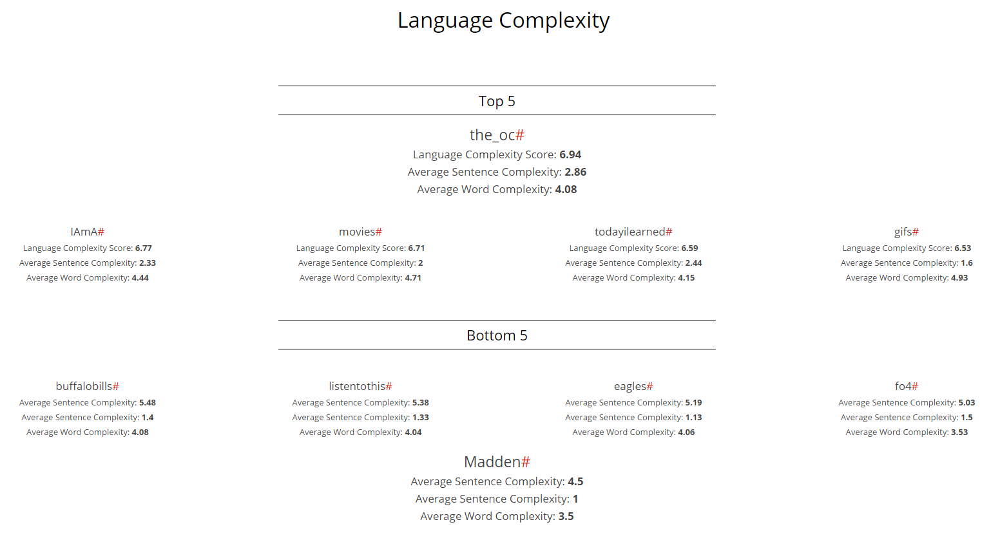 Language Complexity
Top 5
the_oc#
Language Complexity Score: 6.94
Average Sentence Complexity: 2.86
Average Word Complexity: 4.08
IAmA#
Language Complexity Score: 6.77
Average Sentence Complexity: 2.33
Average Word Complexity: 4.44
movies#
Language Complexity Score: 6.71
Average Sentence Complexity: 2
Average Word Complexity: 4.71
todayilearned#
Language Complexity Score: 6.59
Average Sentence Complexity: 2.44
Average Word Complexity: 4.15
gifs#
Language Complexity Score: 6.53
Average Sentence Complexity: 1.6
Average Word Complexity: 4.93
Bottom 5
buffalobills#
Average Sentence Complexity: 5.48
Average Sentence Complexity: 1.4
Average Word Complexity: 4.08
listentothis#
Average Sentence Complexity: 5.38
Average Sentence Complexity: 1.33
Average Word Complexity: 4.04
eagles#
Average Sentence Complexity: 5.19
Average Sentence Complexity: 1.13
Average Word Complexity: 4.06
fo4#
Average Sentence Complexity: 5.03
Average Sentence Complexity: 1.5
Average Word Complexity: 3.53
Madden#
Average Sentence Complexity: 4.5
Average Sentence Complexity: 1
Average Word Complexity: 3.5